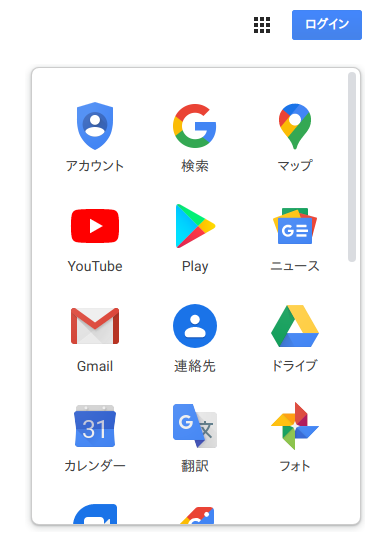 ログイン
アカウント
検索
マップ
YouTube
Play
ニュース
Gmail
連絡先
ドライブ
31
カレンダー
翻訳
フォト